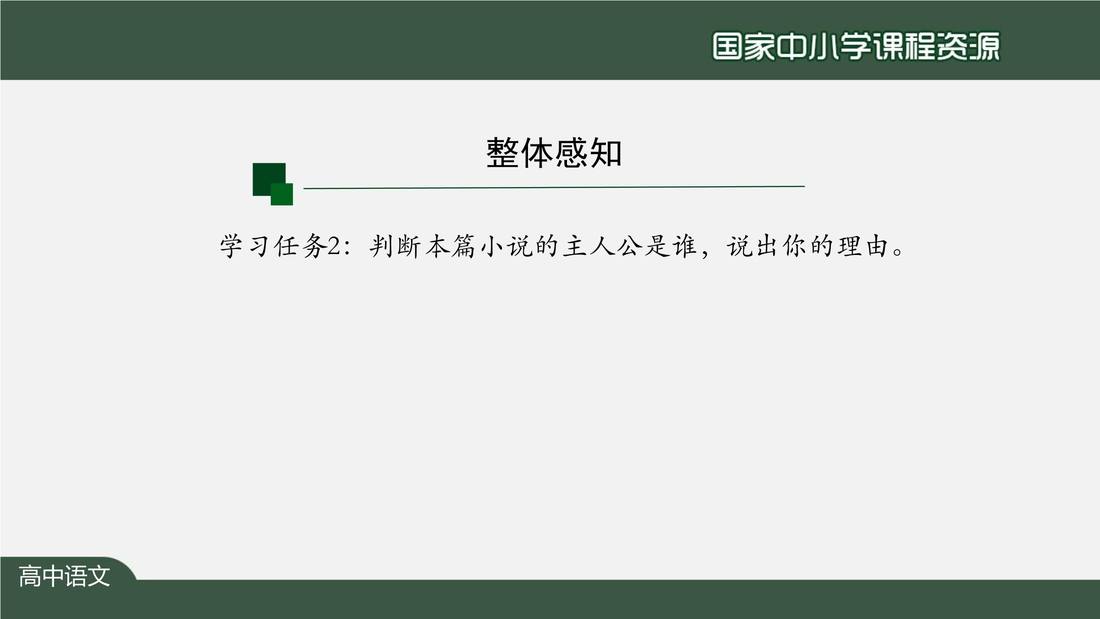 国家中小学课程资源
整体感知
学习任务2：判断本篇小说的主人公是谁，说出你的理由。
高中语文